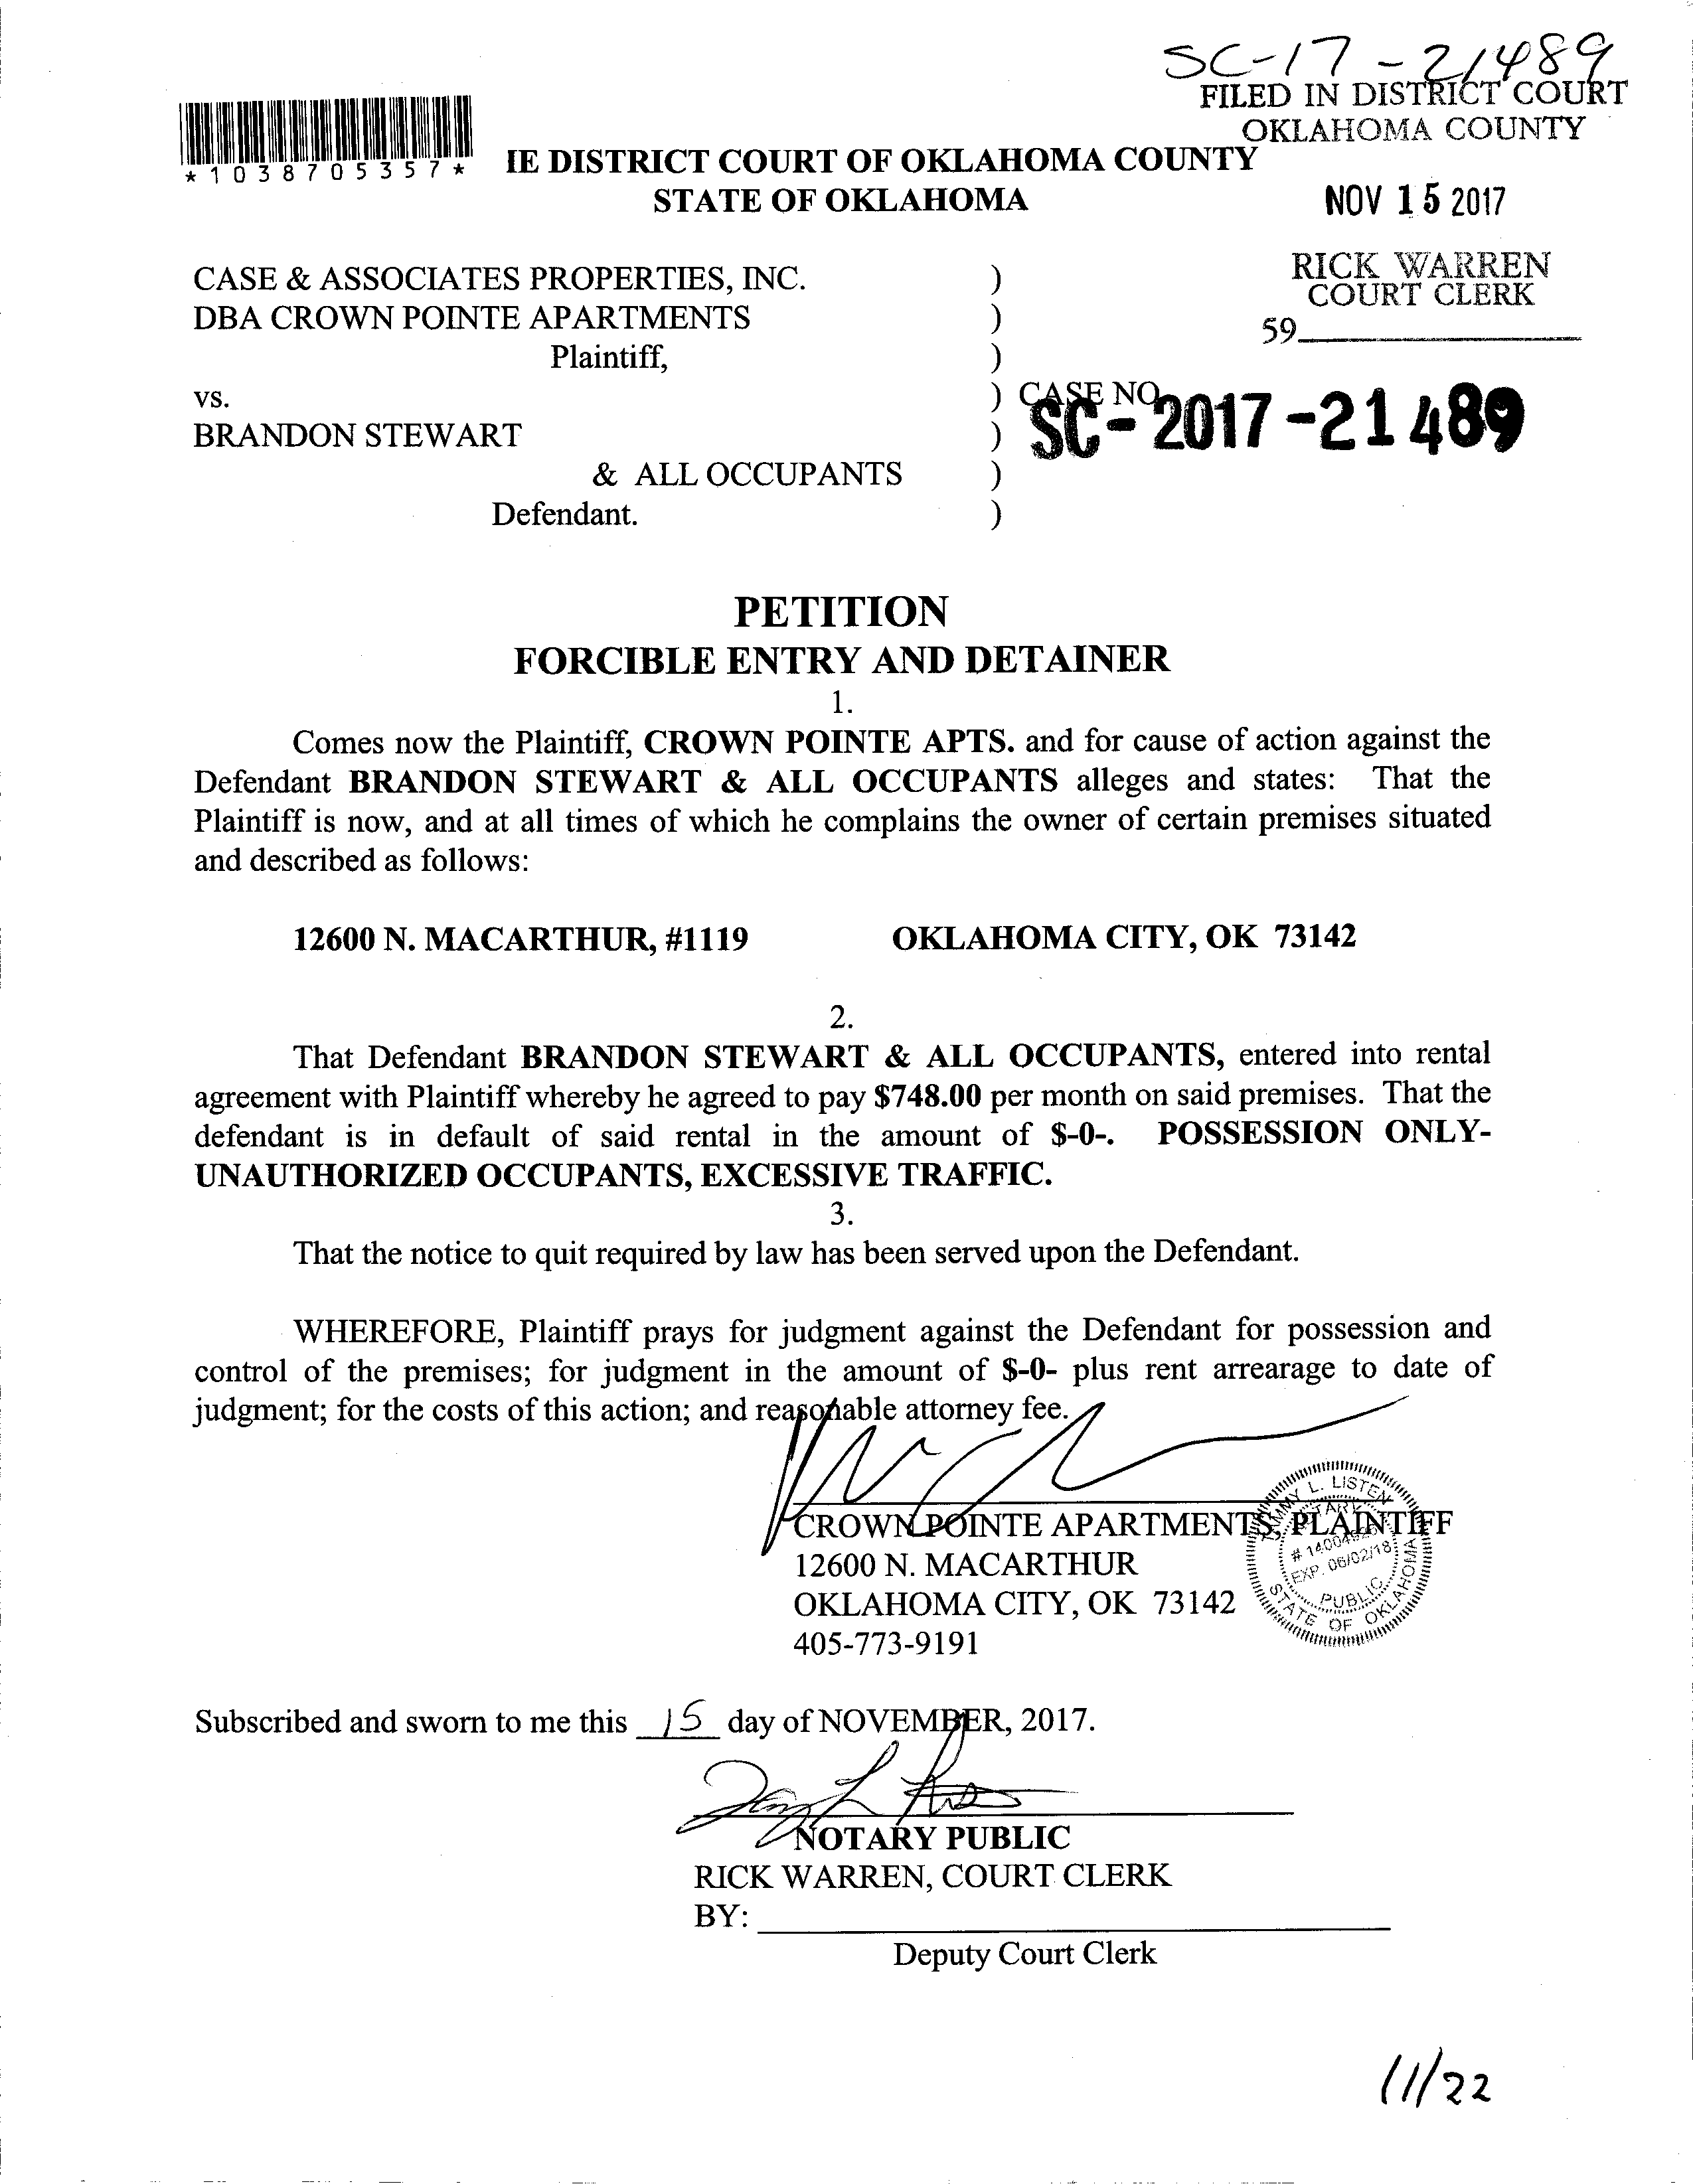 SC-17-21489
FILED IN DISTRICT COURT
OKLAHOMA COUNTY
*1038705357*
IE DISTRICT COURT OF OKLAHOMA COUNTY
STATE OF OKLAHOMA
NOV 15 2017
RICK WARREN
COURT CLERK
59
CASE & ASSOCIATES PROPERTIES, INC. )
DBA CROWN POINTE APARTMENTS )
Plaintiff, )
vs. ) CASE NO.
SC-2017-21489
BRANDON STEWART )
& ALL OCCUPANTS )
Defendant. )
PETITION
FORCIBLE ENTRY AND DETAINER
1.
Comes now the Plaintiff, CROWN POINTE APTS. and for cause of action against the
Defendant BRANDON STEWART & ALL OCCUPANTS alleges and states: That the
Plaintiff is now, and at all times of which he complains the owner of certain premises situated
and described as follows:
12600 N. MACARTHUR, #1119 OKLAHOMA CITY, OK 73142
2.
That Defendant BRANDON STEWART & ALL OCCUPANTS, entered into rental
agreement with Plaintiff whereby he agreed to pay $748.00 per month on said premises. That the
defendant is in default of said rental in the amount of $-0-. POSSESSION ONLY-
UNAUTHORIZED OCCUPANTS, EXCESSIVE TRAFFIC.
3.
That the notice to quit required by law has been served upon the Defendant.
WHEREFORE, Plaintiff prays for judgment against the Defendant for possession and
control of the premises; for judgment in the amount of $-0- plus rent arrearage to date of
judgment; for the costs of this action; and reasonable attorney fee.
CROWN POINTE APARTMENTS, PLAINTIFF
12600 N. MACARTHUR
OKLAHOMA CITY, OK 73142
405-773-9191
TAMMY L. LISTEN
NOTARY
EXP. 06/02/18
PUBLIC
STATE OF OKLAHOMA
Subscribed and sworn to me this 15 day of NOVEMBER, 2017.
NOTARY PUBLIC
RICK WARREN, COURT CLERK
BY:
Deputy Court Clerk
11/22